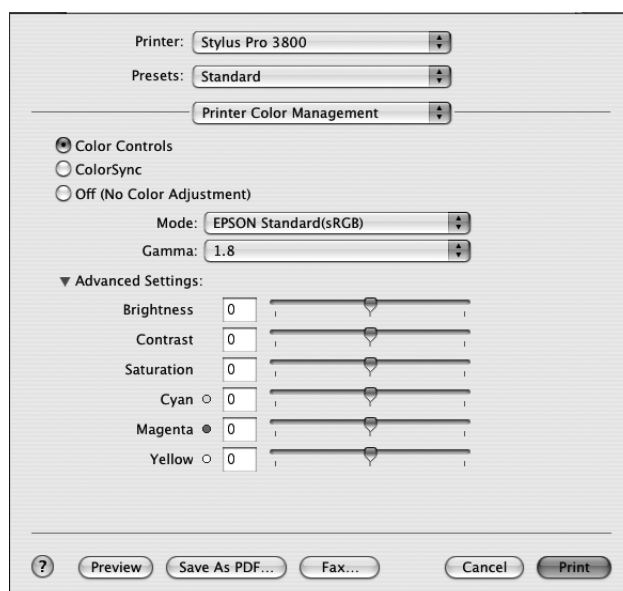 Printer: Stylus Pro 3800
Presets: Standard
Printer Color Management
Color Controls
ColorSync
Off (No Color Adjustment)
Mode: EPSON Standard(sRGB)
Gamma: 1.8
Advanced Settings:
Brightness 0
Contrast 0
Saturation 0
Cyan 0
Magenta 0
Yellow 0
? Preview Save As PDF... Fax... Cancel Print